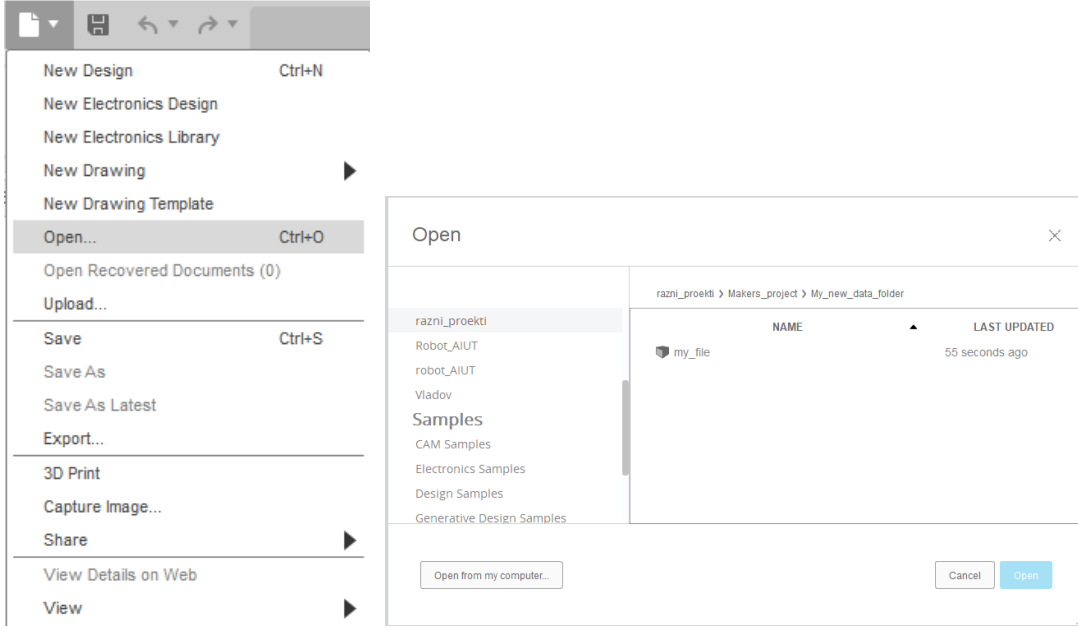 New Design Ctrl+N
New Electronics Design
New Electronics Library
New Drawing
New Drawing Template
Open... Ctrl+O
Open Recovered Documents (0)
Upload...
Save Ctrl+S
Save As
Save As Latest
Export...
3D Print
Capture Image...
Share
View Details on Web
View
Open
razni_proekti > Makers_project > My_new_data_folder
razni_proekti
Robot_AIUT
robot_AIUT
Vladov
Samples
CAM Samples
Electronics Samples
Design Samples
Generative Design Samples
NAME LAST UPDATED
my_file 55 seconds ago
Open from my computer...
Cancel
Open